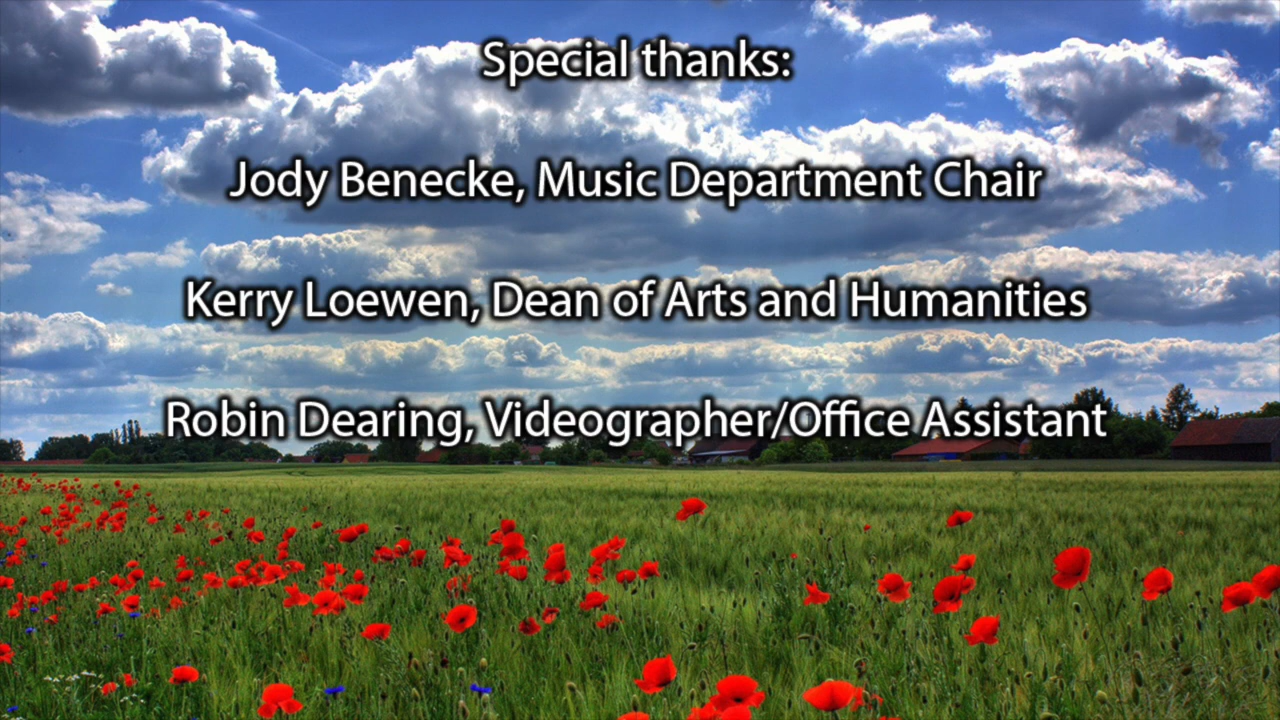 Special thanks:
Jody Benecke, Music Department Chair
Kerry Loewen, Dean of Arts and Humanities
Robin Dearing, Videographer/Office Assistant